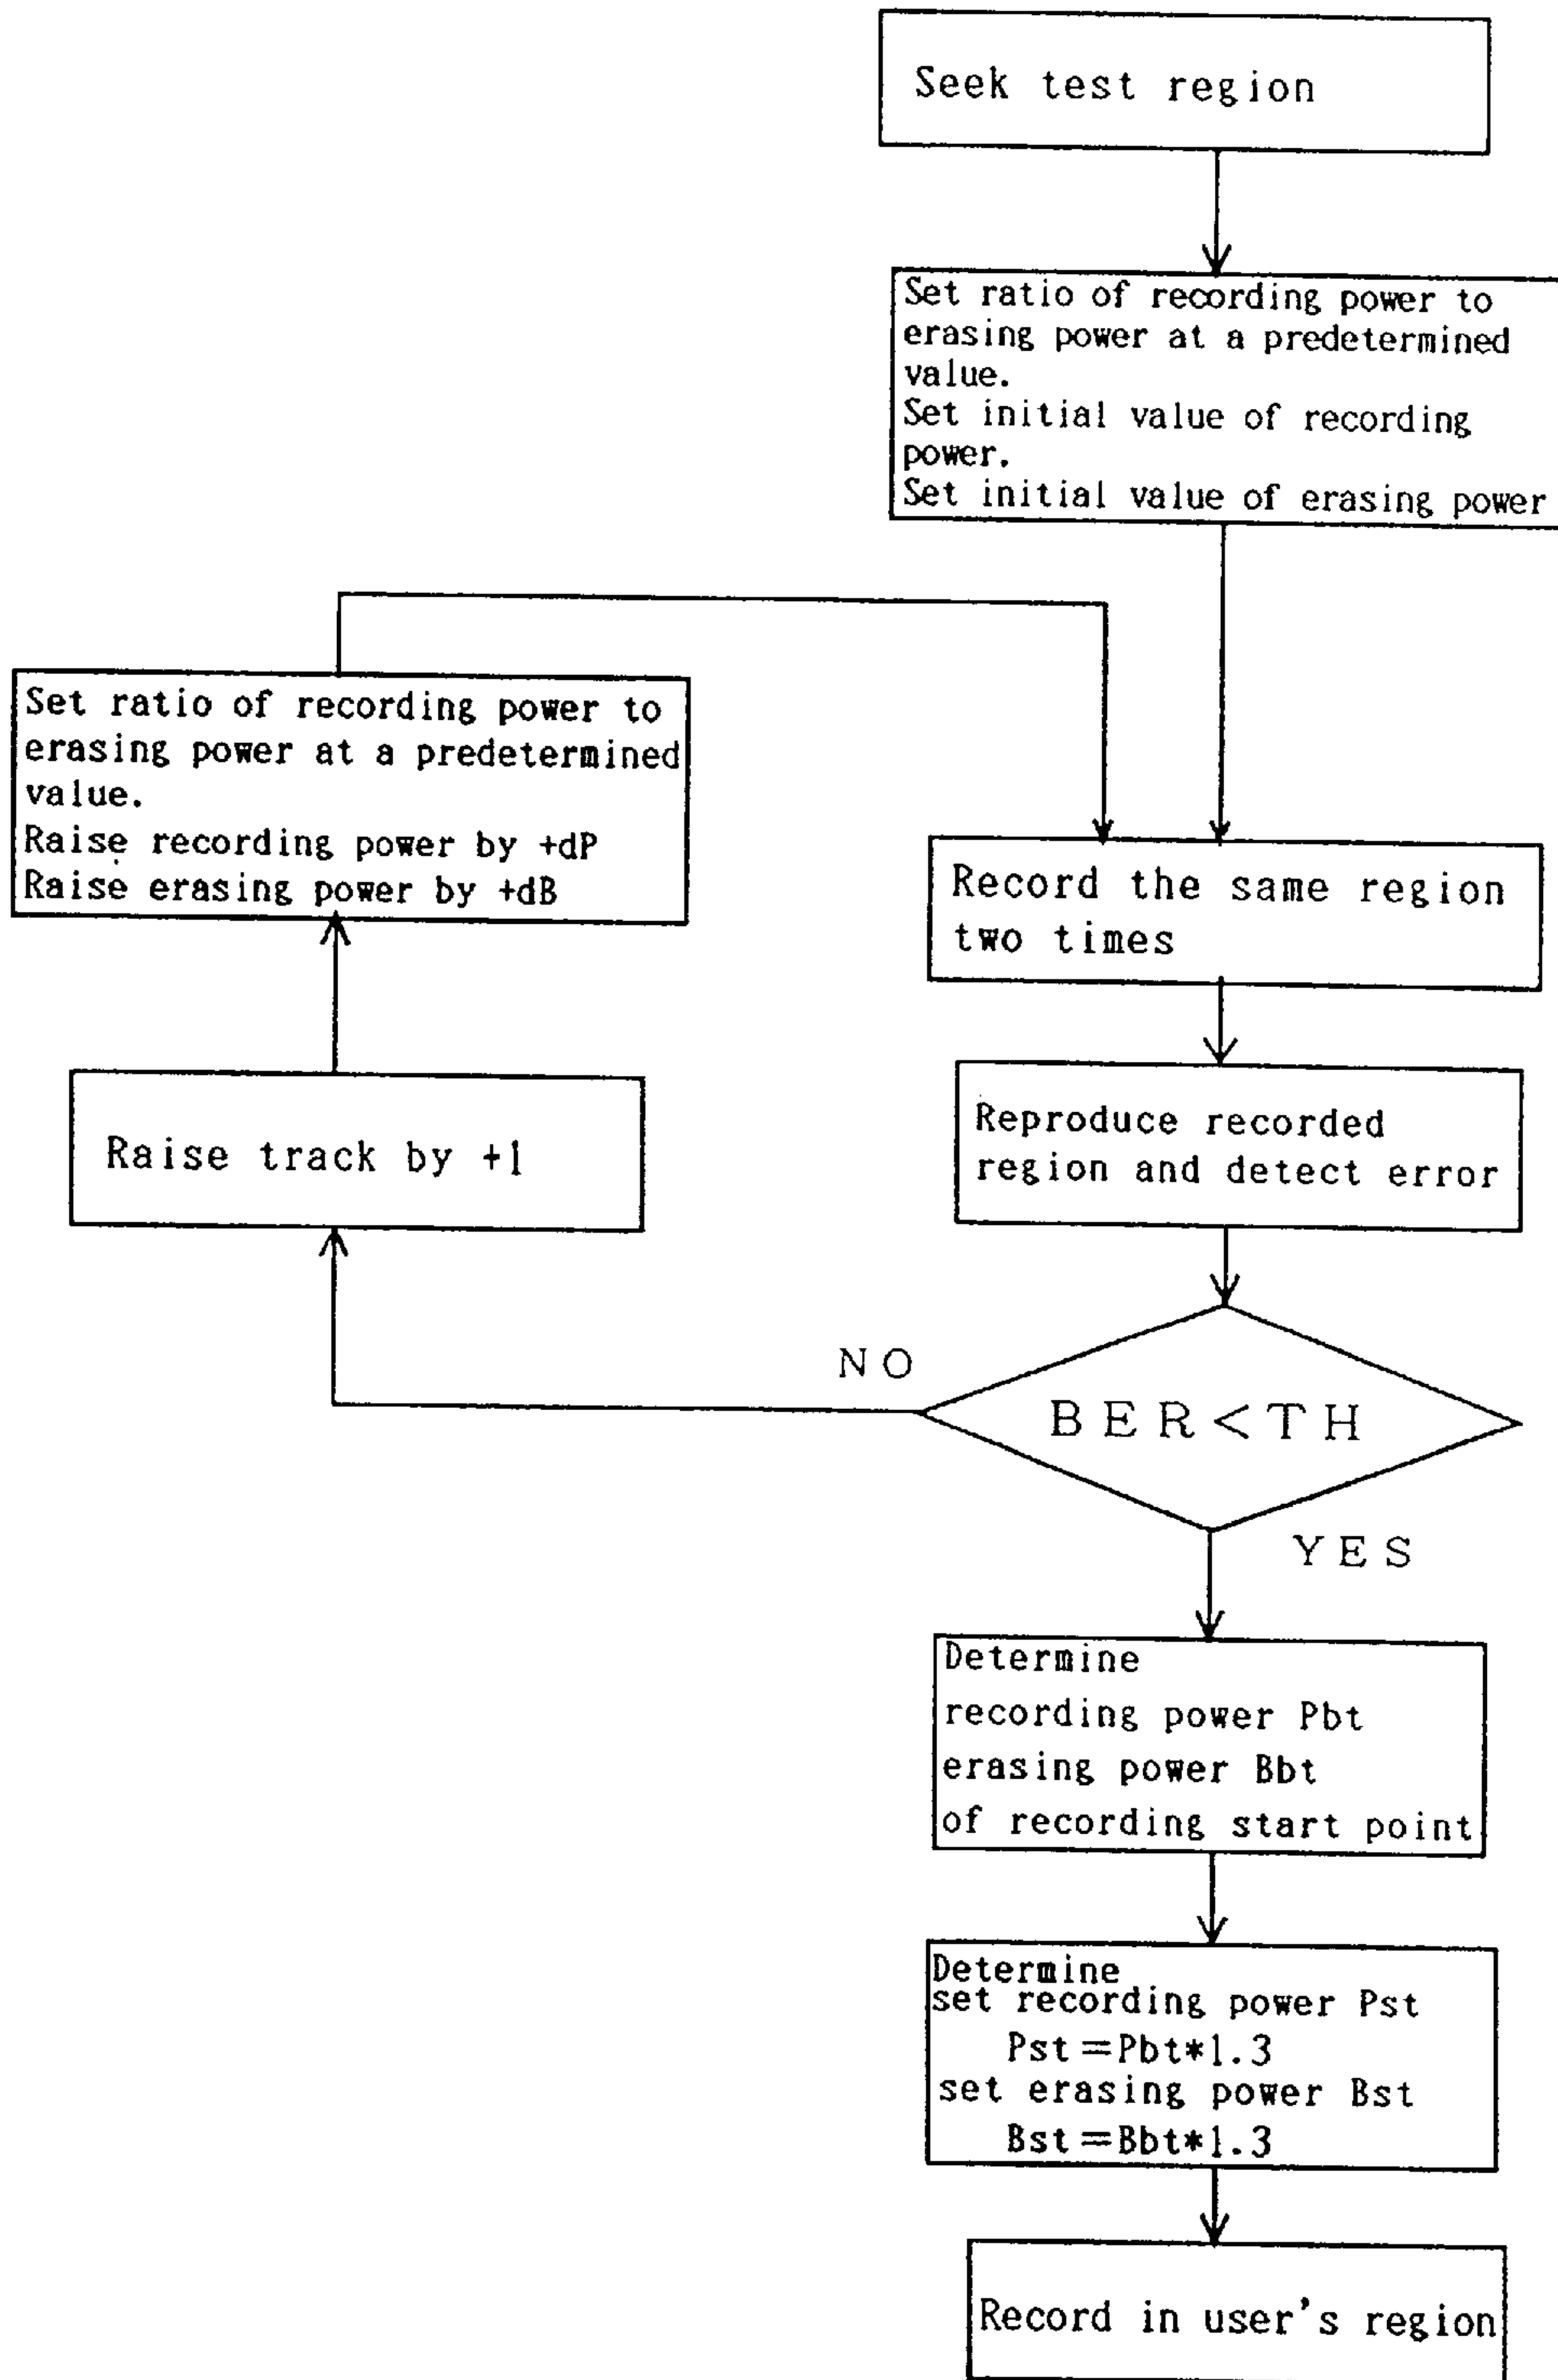 Seek test region
Set ratio of recording power to
erasing power at a predetermined
value.
Set initial value of recording
power.
Set initial value of erasing power
Set ratio of recording power to
erasing power at a predetermined
value.
Raise recording power by +dP
Raise erasing power by +dB
Record the same region
two times
Raise track by +1
Reproduce recorded
region and detect error
NO
BER<TH
YES
Determine
recording power Pbt
erasing power Bbt
of recording start point
Determine
set recording power Pst
Pst=Pbt*1.3
set erasing power Bst
Bst=Bbt*1.3
Record in user's region